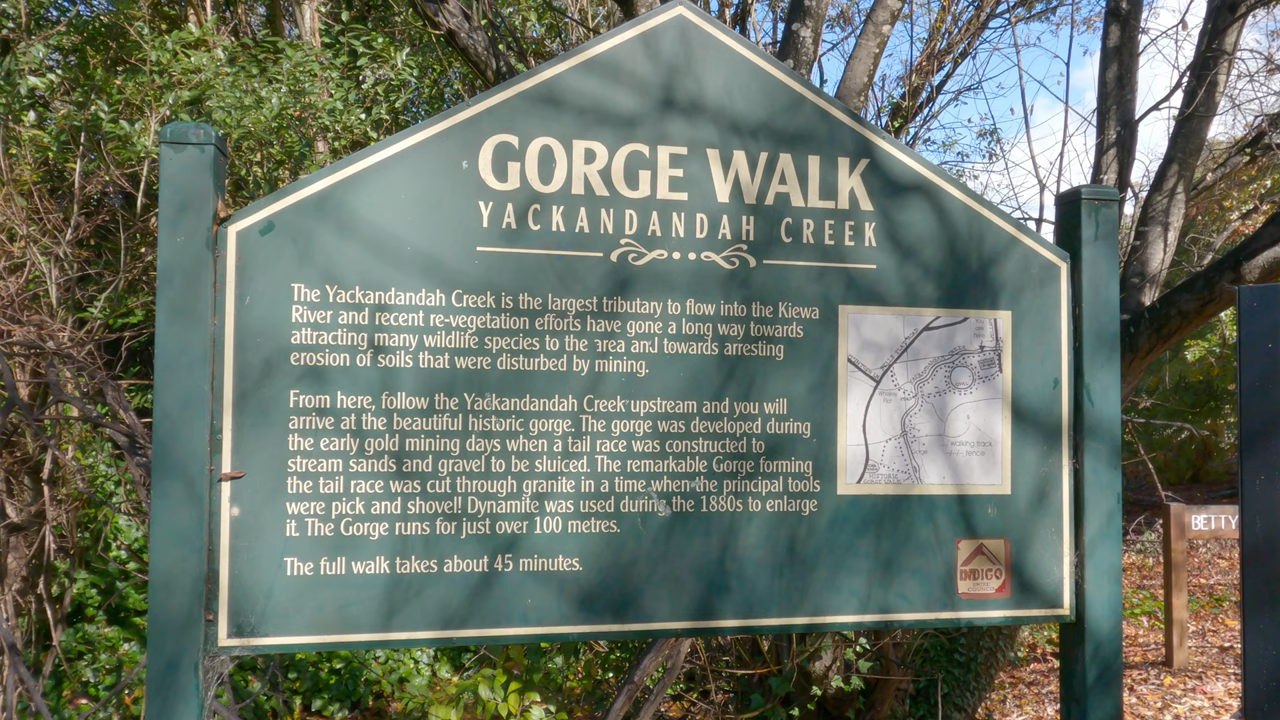 GORGE WALK
YACKANDANDAH CREEK
The Yackandandah Creek is the largest tributary to flow into the Kiewa
River and recent re-vegetation efforts have gone a long way towards
attracting many wildlife species to the area and towards arresting
erosion of soils that were disturbed by mining.
From here, follow the Yackandandah Creek upstream and you will
arrive at the beautiful historic gorge. The gorge was developed during
the early gold mining days when a tail race was constructed to
stream sands and gravel to be sluiced. The remarkable Gorge forming
the tail race was cut through granite in a time when the principal tools
were pick and shovel! Dynamite was used during the 1880s to enlarge
it. The Gorge runs for just over 100 metres.
The full walk takes about 45 minutes.
walking track
fence
HISTORIC
GORGE WALK
INDIGO
SHIRE
COUNCIL
BETTY